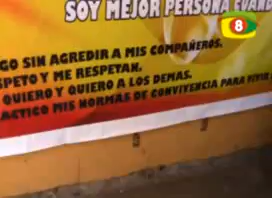 SOY MEJOR PERSONA CUAND
8
GO SIN AGREDIR A MIS COMPAÑEROS.
SPETO Y ME RESPETAN.
QUIERO Y QUIERO A LOS DEMAS.
ACTICO MIS NORMAS DE CONVIVENCIA PARA VIVIR